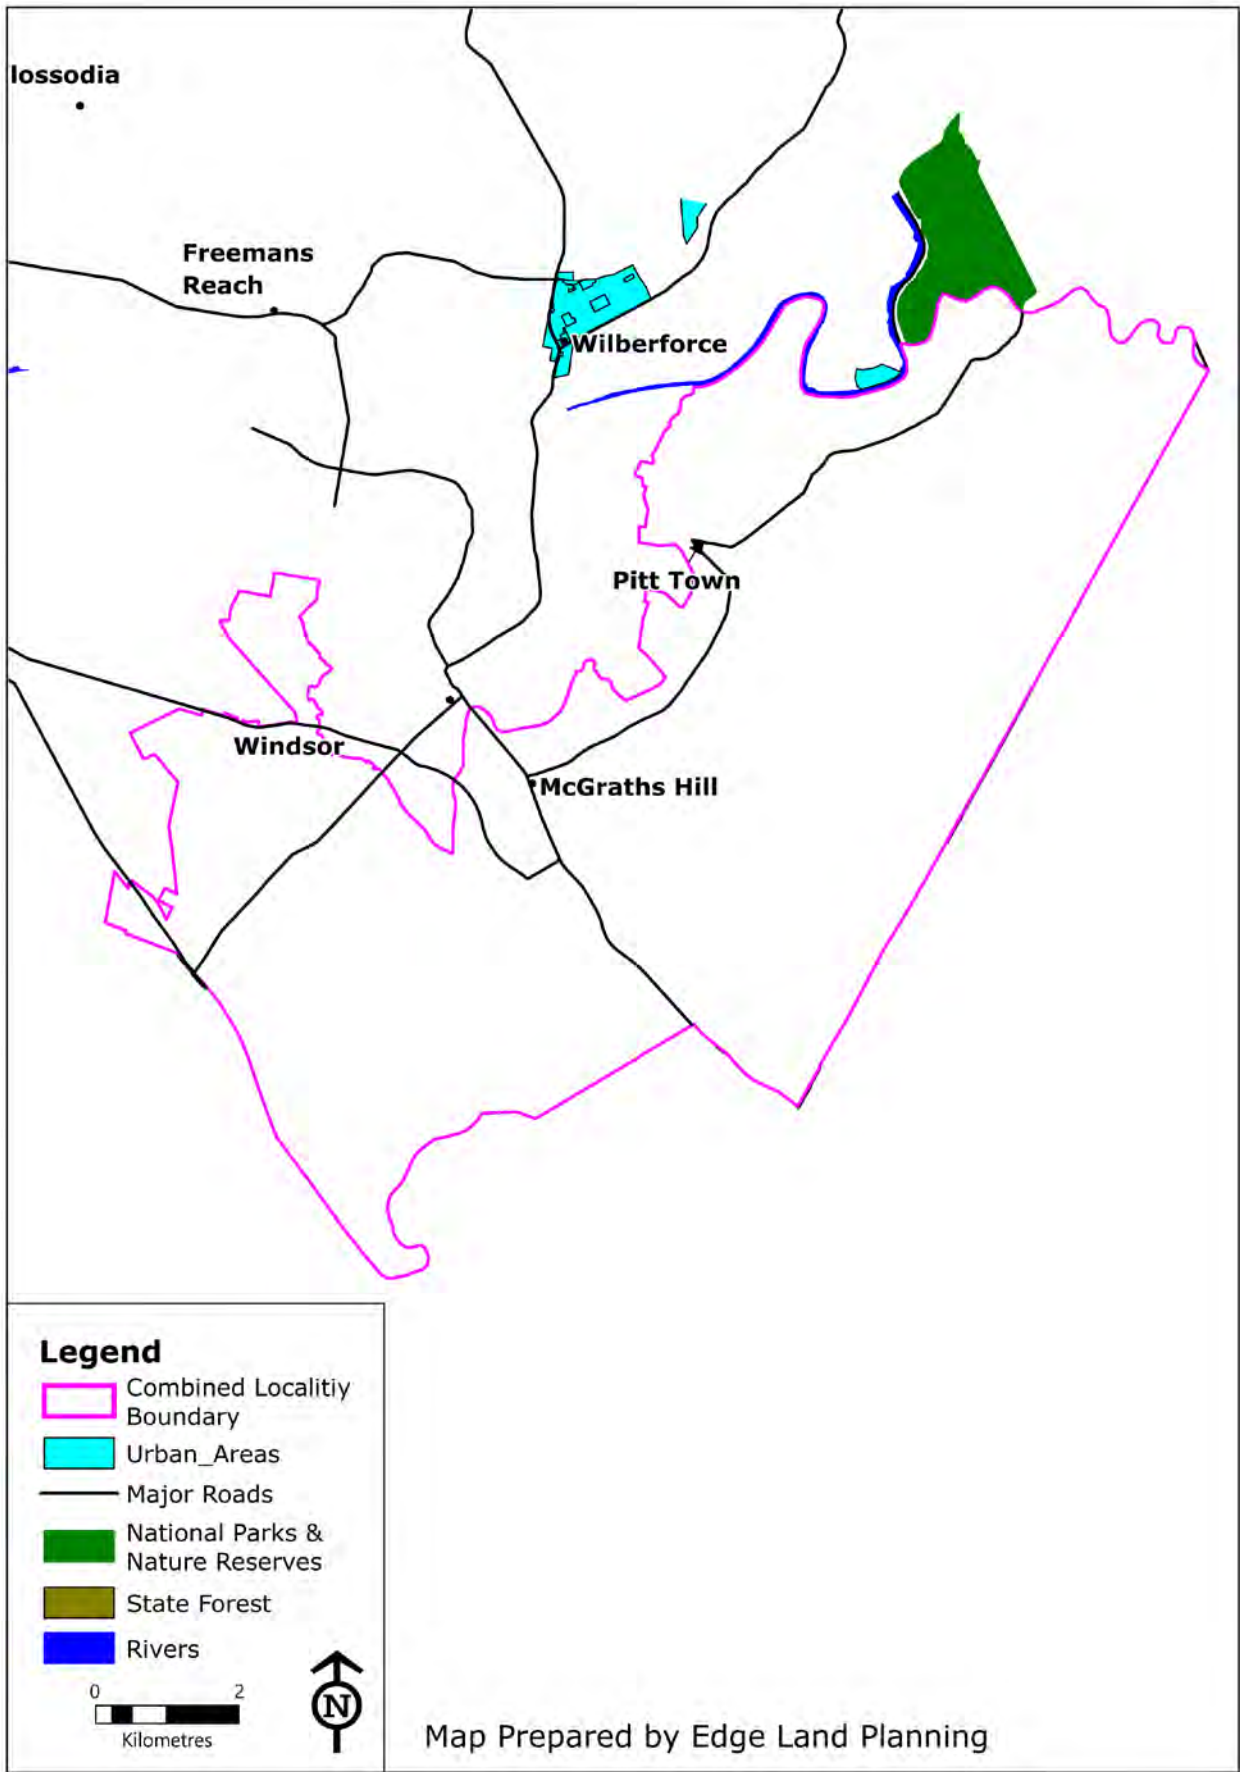 lossodia
Freemans
Reach
Wilberforce
Pitt Town
Windsor
McGraths Hill
Legend
Combined Localitiy
Boundary
Urban_Areas
Major Roads
National Parks &
Nature Reserves
State Forest
Rivers
0 2
Kilometres
N
Map Prepared by Edge Land Planning